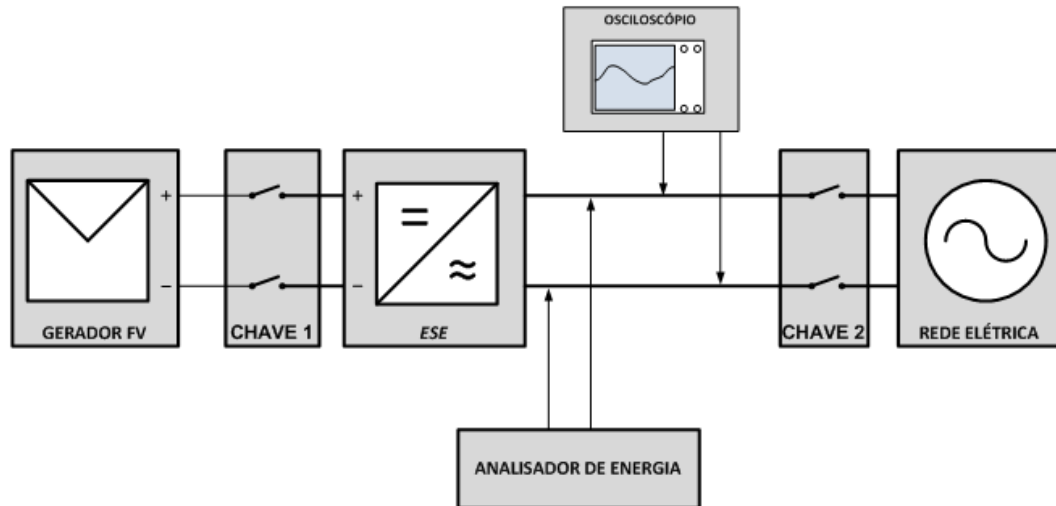 OSCILOSCÓPIO
+
+
−
−
GERADOR FV
CHAVE 1
ESE
CHAVE 2
REDE ELÉTRICA
ANALISADOR DE ENERGIA